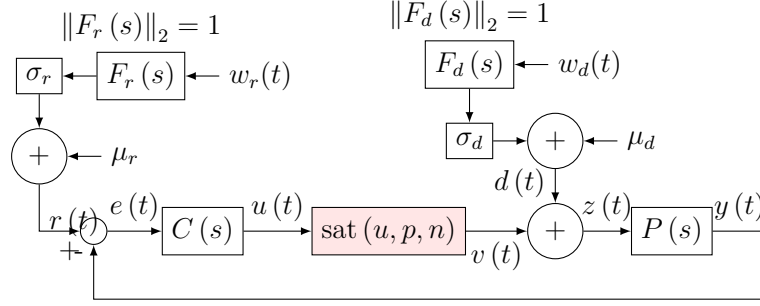 ‖F_r (s)‖_2 = 1
‖F_d (s)‖_2 = 1
σ_r
F_r (s)
w_r(t)
F_d (s)
w_d(t)
+
μ_r
σ_d
+
μ_d
d (t)
r (t)
+
-
e (t)
C (s)
u (t)
sat (u, p, n)
v (t)
+
z (t)
P (s)
y (t)